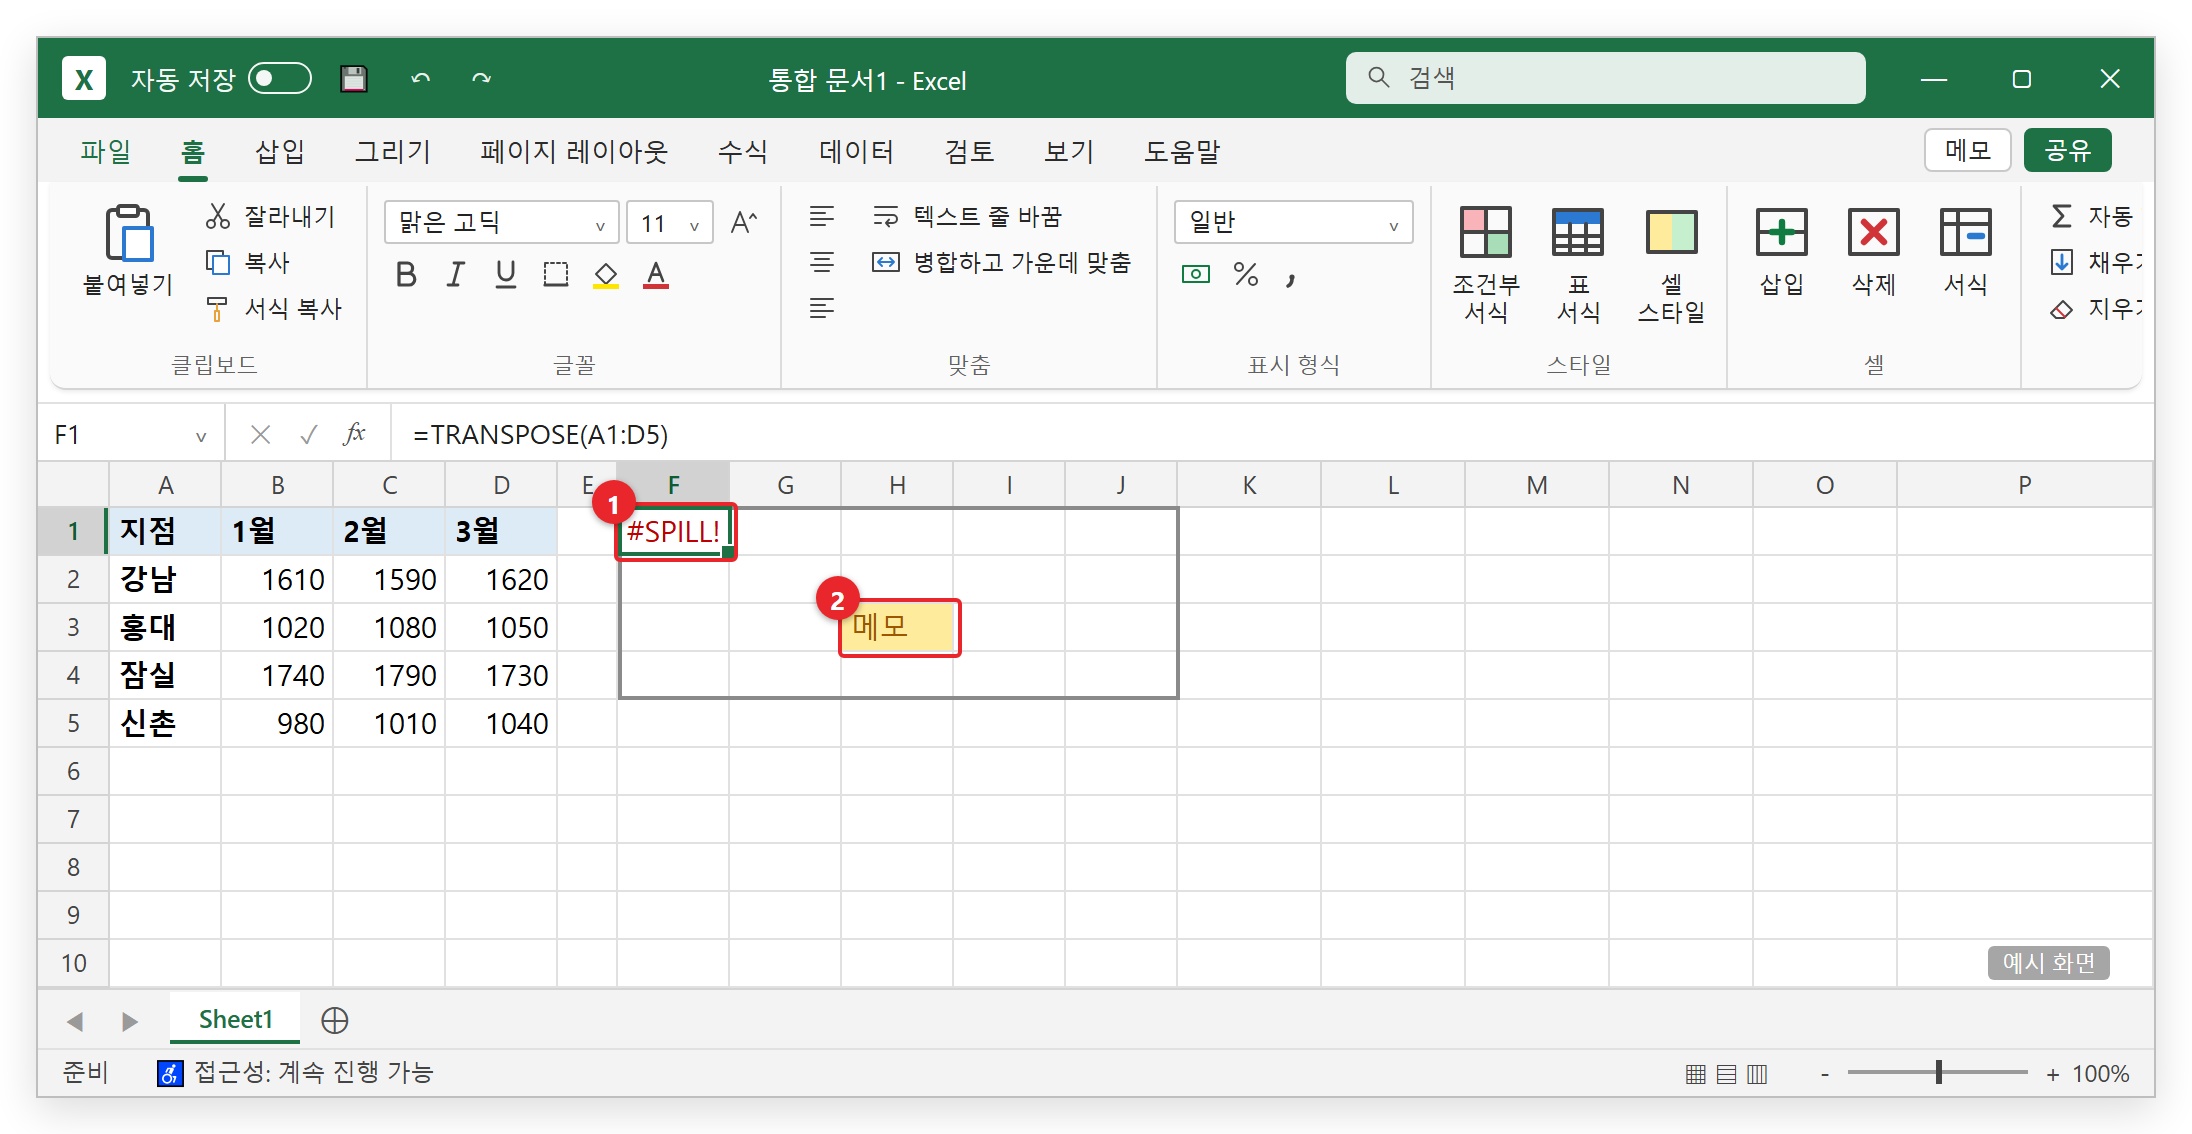 X 자동 저장 통합 문서1 - Excel 검색
파일 홈 삽입 그리기 페이지 레이아웃 수식 데이터 검토 보기 도움말 메모 공유
붙여넣기
잘라내기
복사
서식 복사
클립보드
맑은 고딕 11 A^
B I U A
글꼴
텍스트 줄 바꿈
병합하고 가운데 맞춤
맞춤
일반
% ,
표시 형식
조건부 서식
표 서식
셀 스타일
스타일
삽입 삭제 서식
셀
Σ 자동
채우기
지우기
F1 fx =TRANSPOSE(A1:D5)
A B C D E F G H I J K L M N O P
1 지점 1월 2월 3월 1 #SPILL!
2 강남 1610 1590 1620
3 홍대 1020 1080 1050 2 메모
4 잠실 1740 1790 1730
5 신촌 980 1010 1040
6
7
8
9
10 예시 화면
Sheet1
준비 접근성: 계속 진행 가능 - + 100%